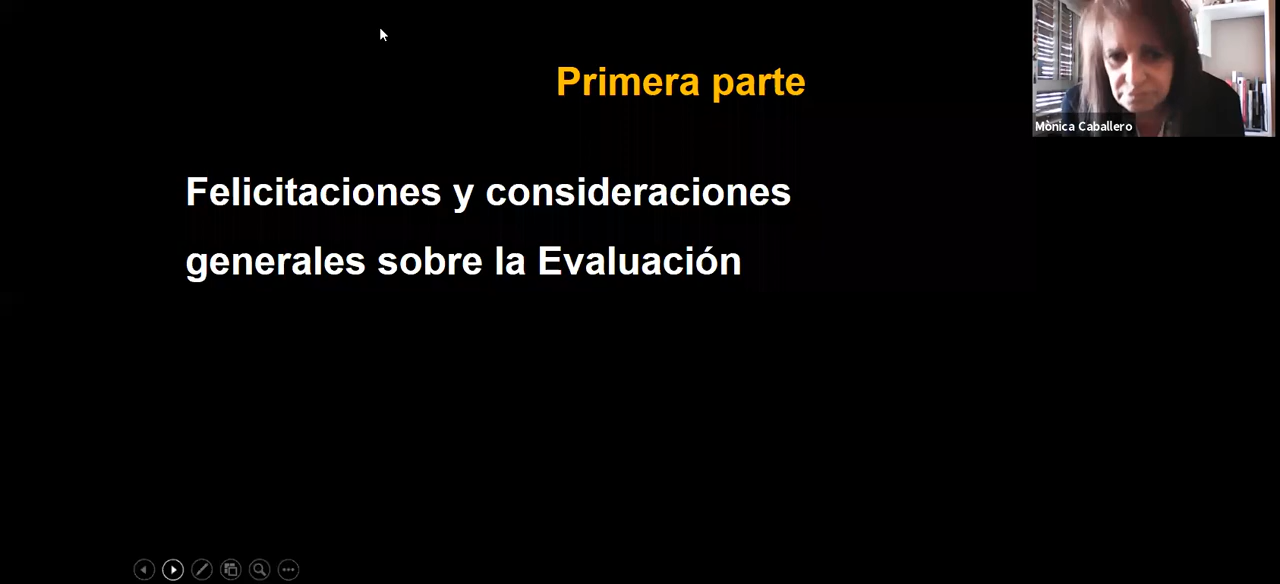 Primera parte
Mònica Caballero
Felicitaciones y consideraciones
generales sobre la Evaluación